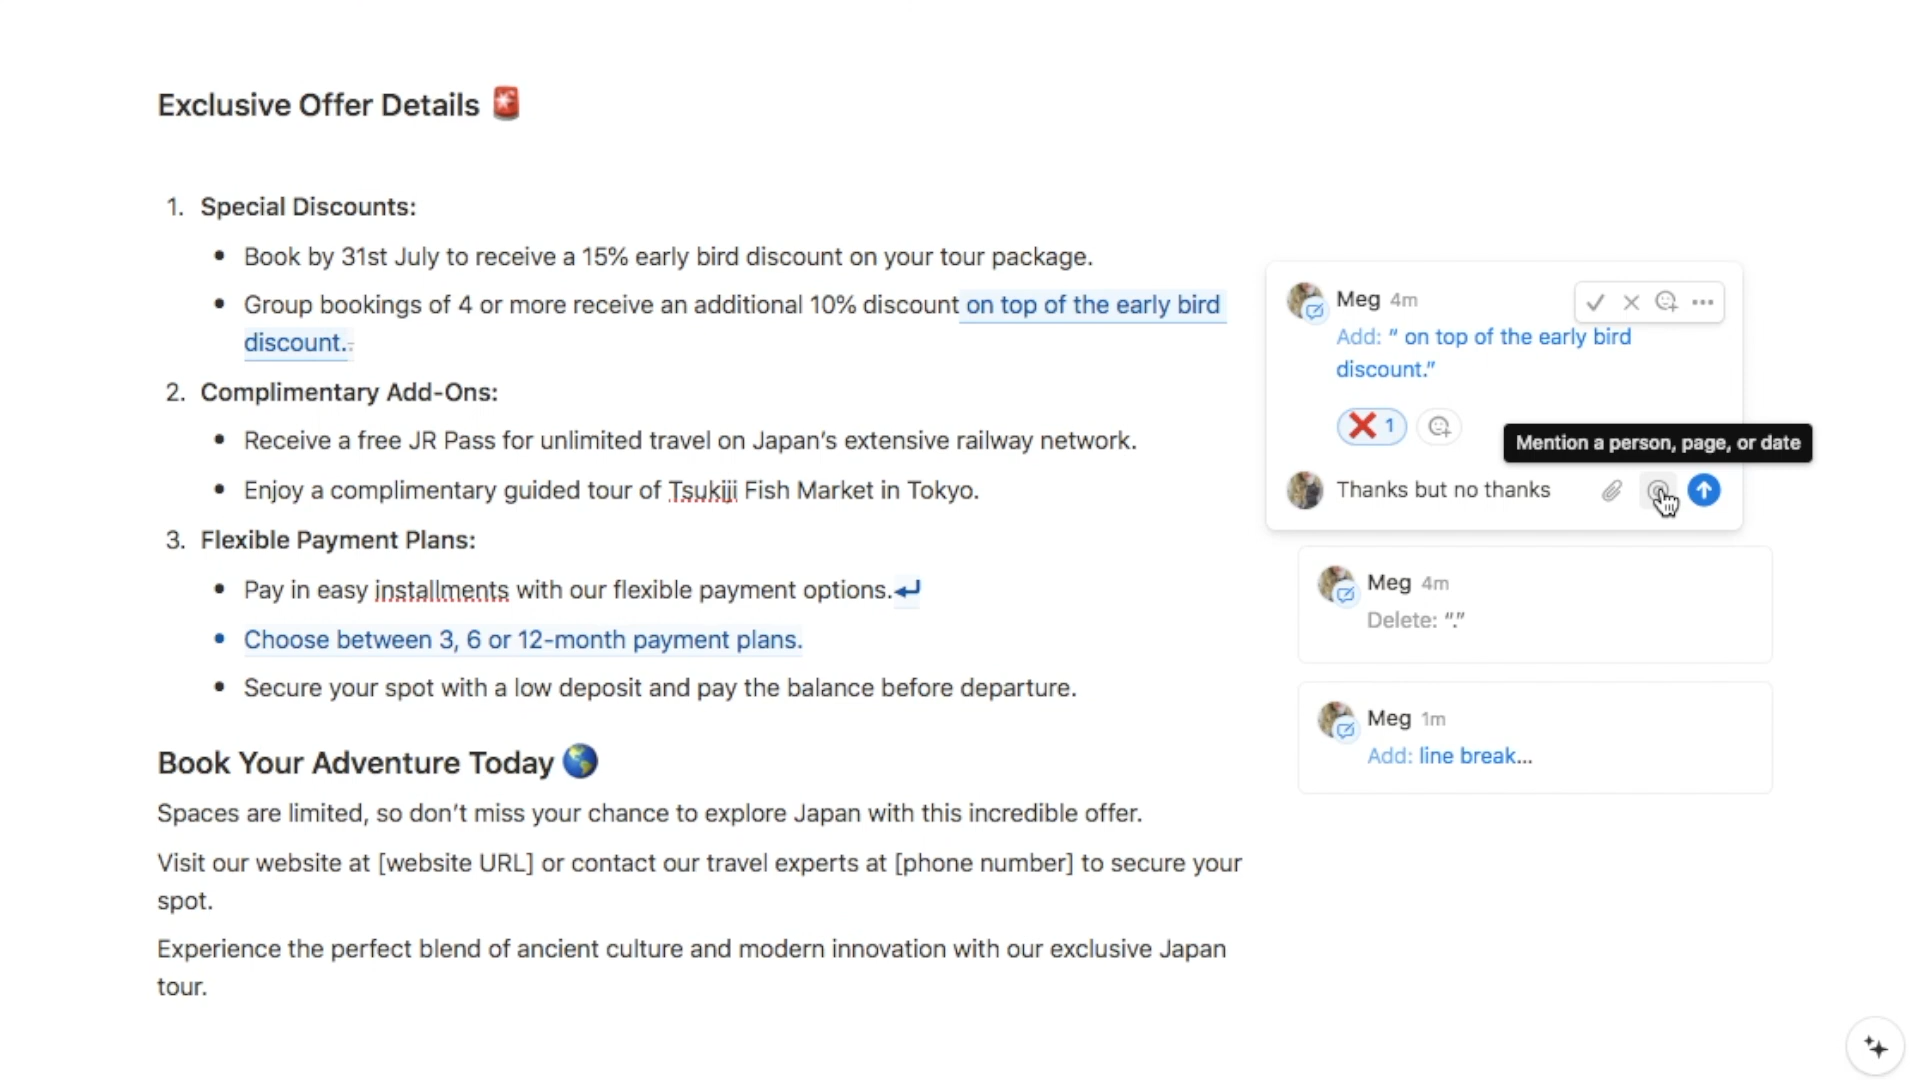 Exclusive Offer Details 🚨
1. Special Discounts:
• Book by 31st July to receive a 15% early bird discount on your tour package.
• Group bookings of 4 or more receive an additional 10% discount on top of the early bird
discount..
2. Complimentary Add-Ons:
• Receive a free JR Pass for unlimited travel on Japan's extensive railway network.
• Enjoy a complimentary guided tour of Tsukiji Fish Market in Tokyo.
3. Flexible Payment Plans:
• Pay in easy installments with our flexible payment options.
• Choose between 3, 6 or 12-month payment plans.
• Secure your spot with a low deposit and pay the balance before departure.
Book Your Adventure Today 🌎
Spaces are limited, so don't miss your chance to explore Japan with this incredible offer.
Visit our website at [website URL] or contact our travel experts at [phone number] to secure your
spot.
Experience the perfect blend of ancient culture and modern innovation with our exclusive Japan
tour.
Meg 4m
Add: “ on top of the early bird
discount.”
❌ 1
Mention a person, page, or date
Thanks but no thanks
Meg 4m
Delete: “.”
Meg 1m
Add: line break...